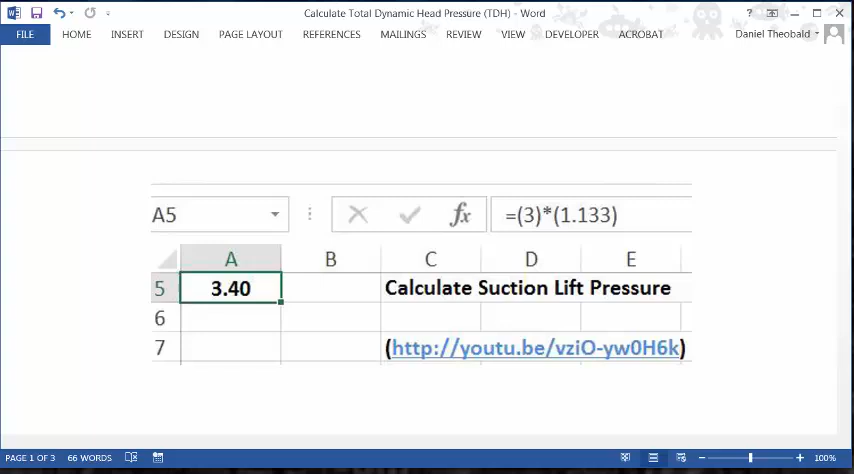 Calculate Total Dynamic Head Pressure (TDH) - Word
?
FILE HOME INSERT DESIGN PAGE LAYOUT REFERENCES MAILINGS REVIEW VIEW DEVELOPER ACROBAT Daniel Theobald
A5 fx =(3)*(1.133)
A B C D E
5 3.40 Calculate Suction Lift Pressure
6
7 (http://youtu.be/vziO-yw0H6k)
PAGE 1 OF 3 66 WORDS 100%